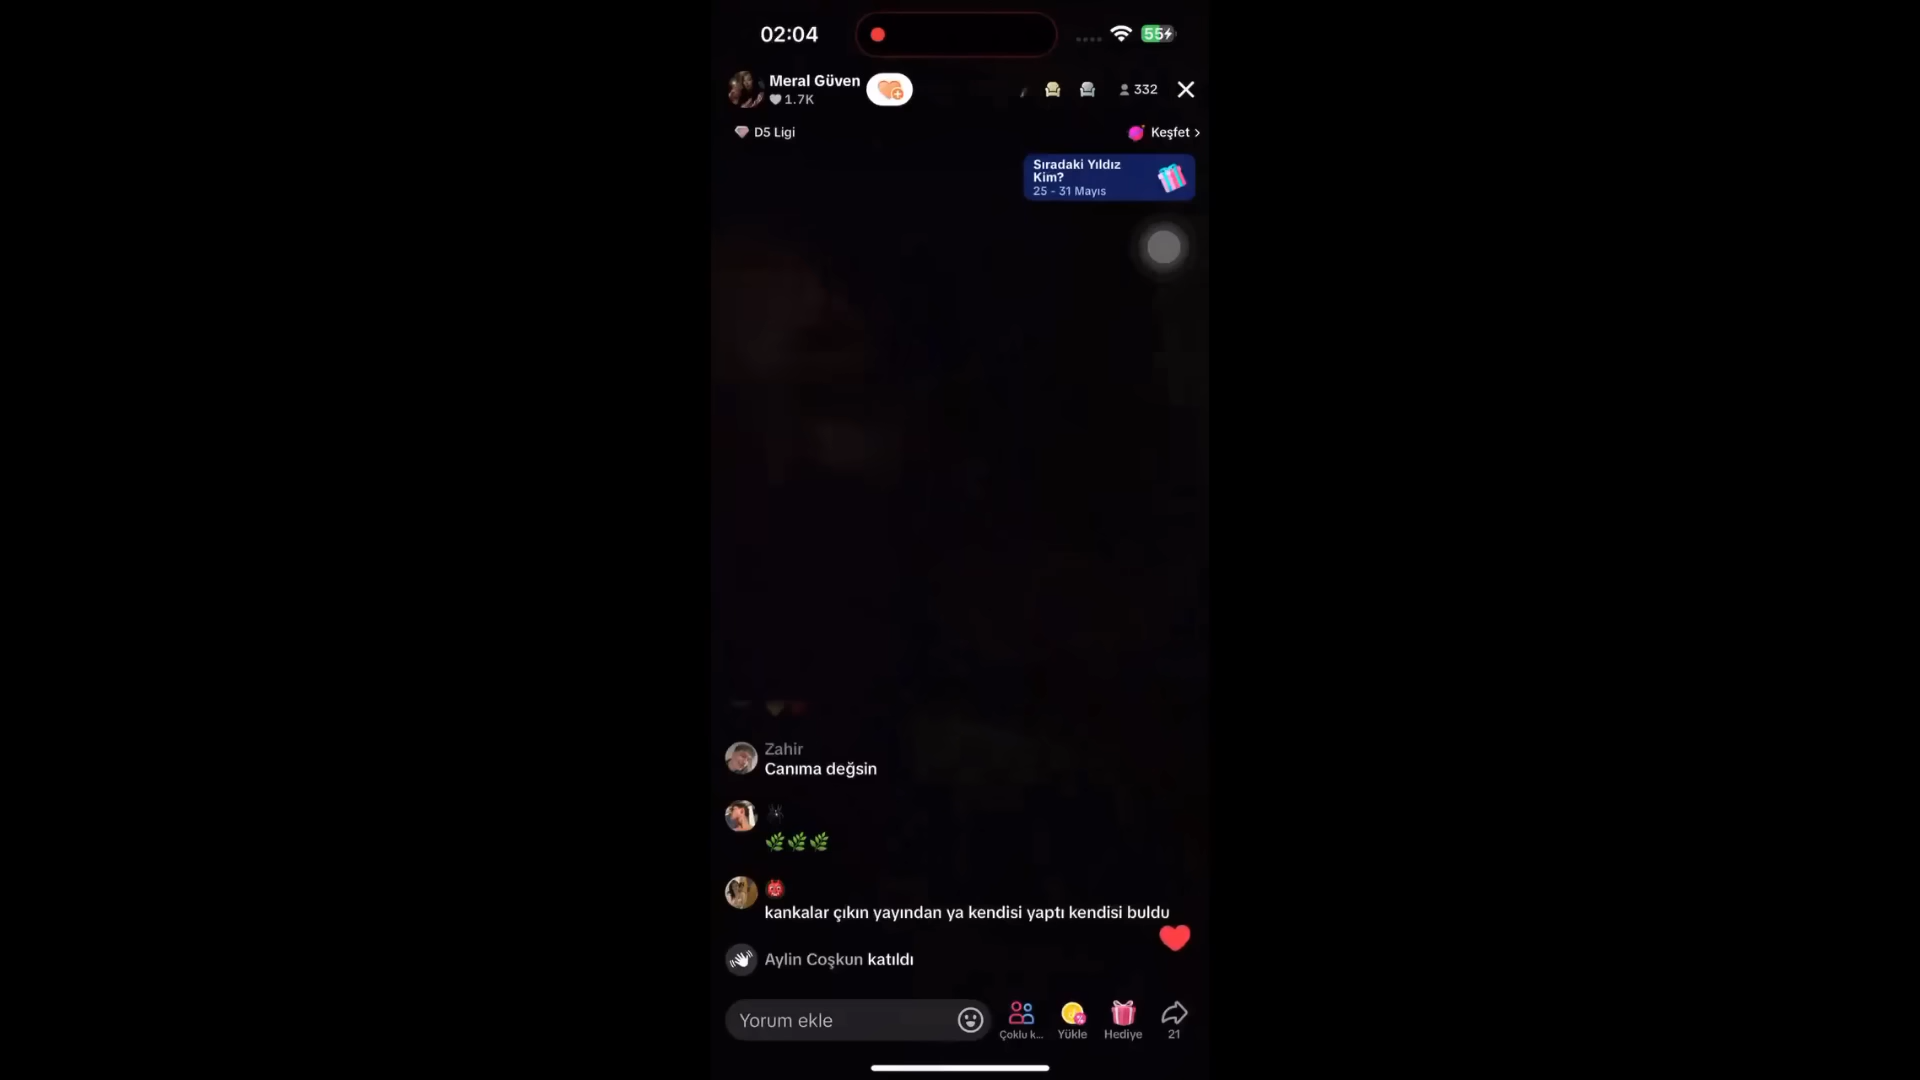 02:04
55
Meral Güven
1.7K
332
D5 Ligi
Keşfet >
Sıradaki Yıldız
Kim?
25 - 31 Mayıs
Zahir
Canıma değsin
kankalar çıkın yayından ya kendisi yaptı kendisi buldu
Aylin Coşkun katıldı
Yorum ekle
Çoklu k...
Yükle
Hediye
21